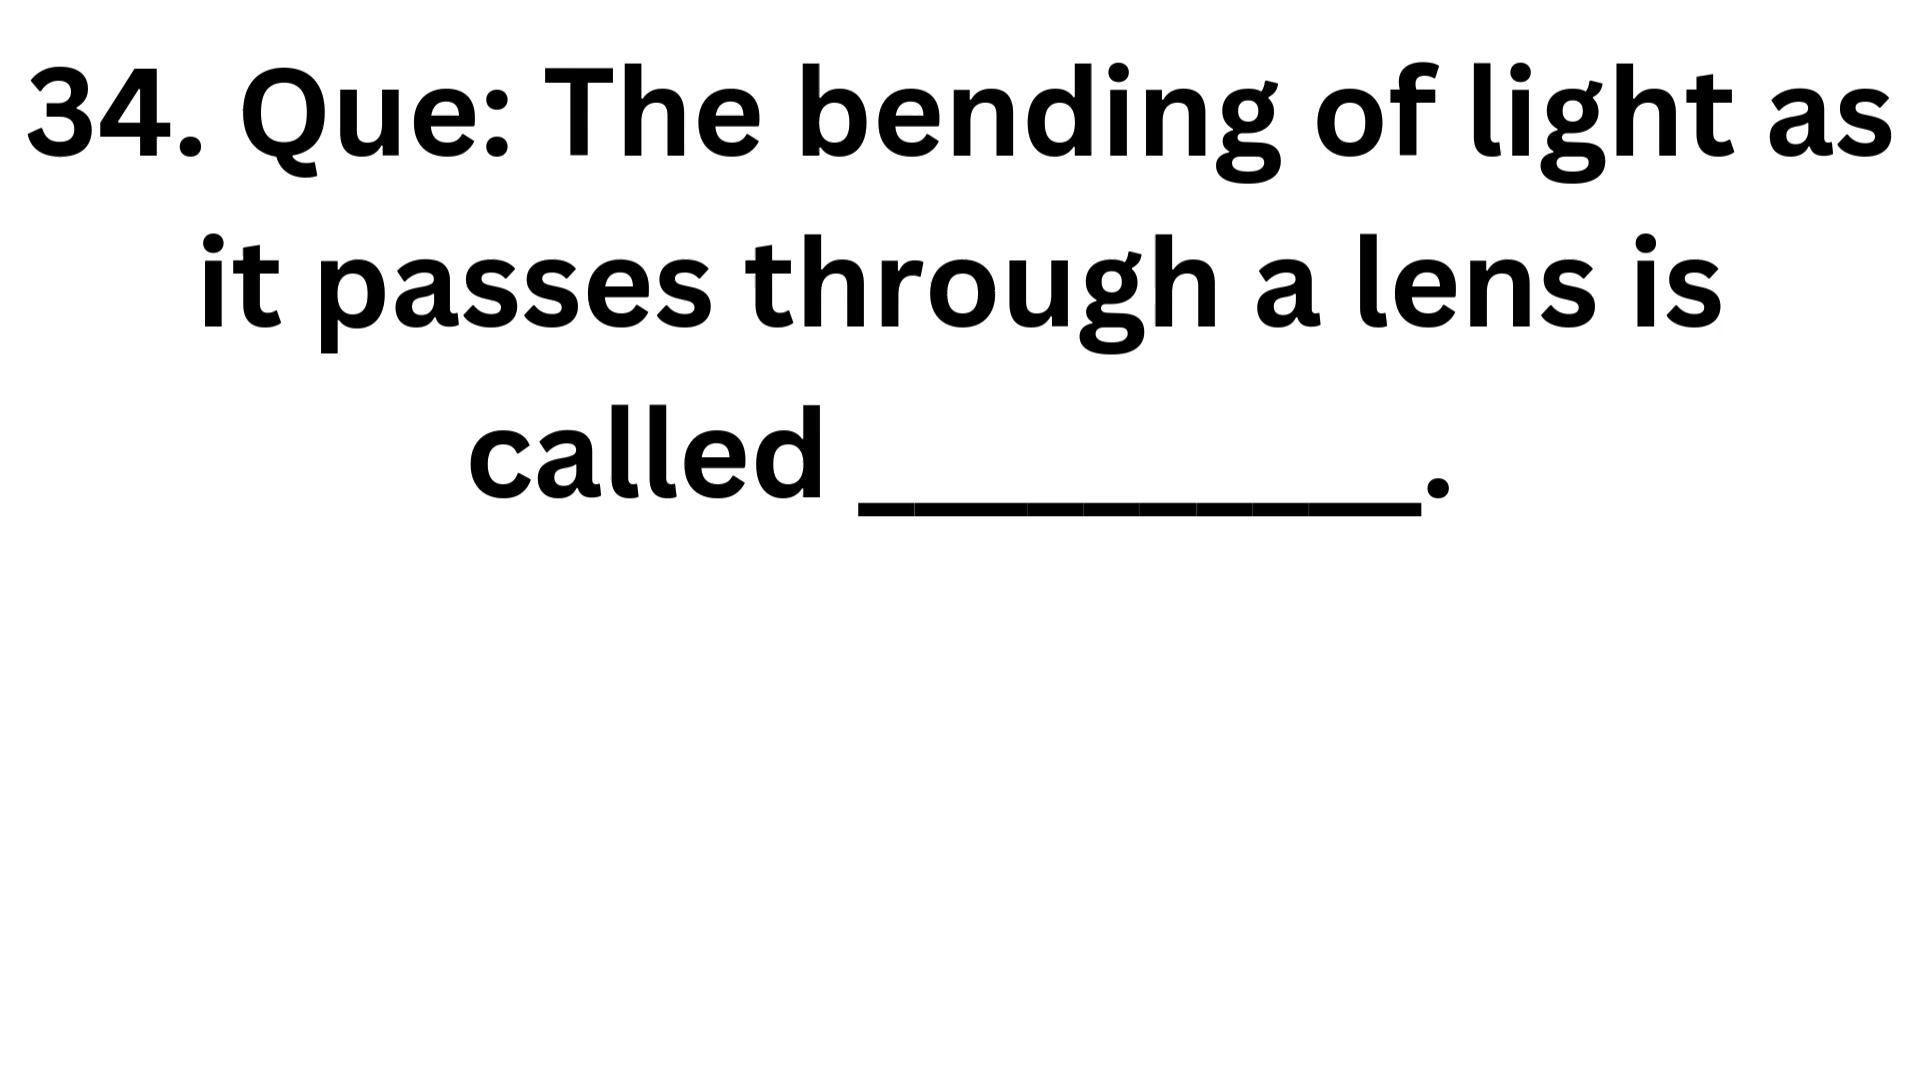 34. Que: The bending of light as
it passes through a lens is
called __________.